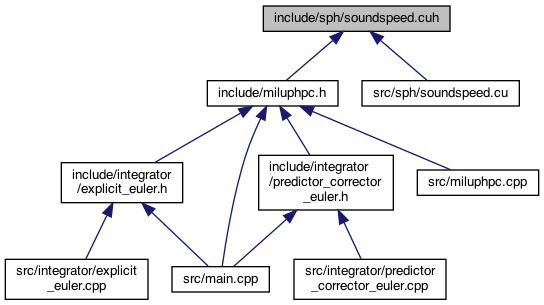 include/sph/soundspeed.cuh
include/miluphpc.h
src/sph/soundspeed.cu
include/integrator
/explicit_euler.h
include/integrator
/predictor_corrector
_euler.h
src/miluphpc.cpp
src/integrator/explicit
_euler.cpp
src/main.cpp
src/integrator/predictor
_corrector_euler.cpp